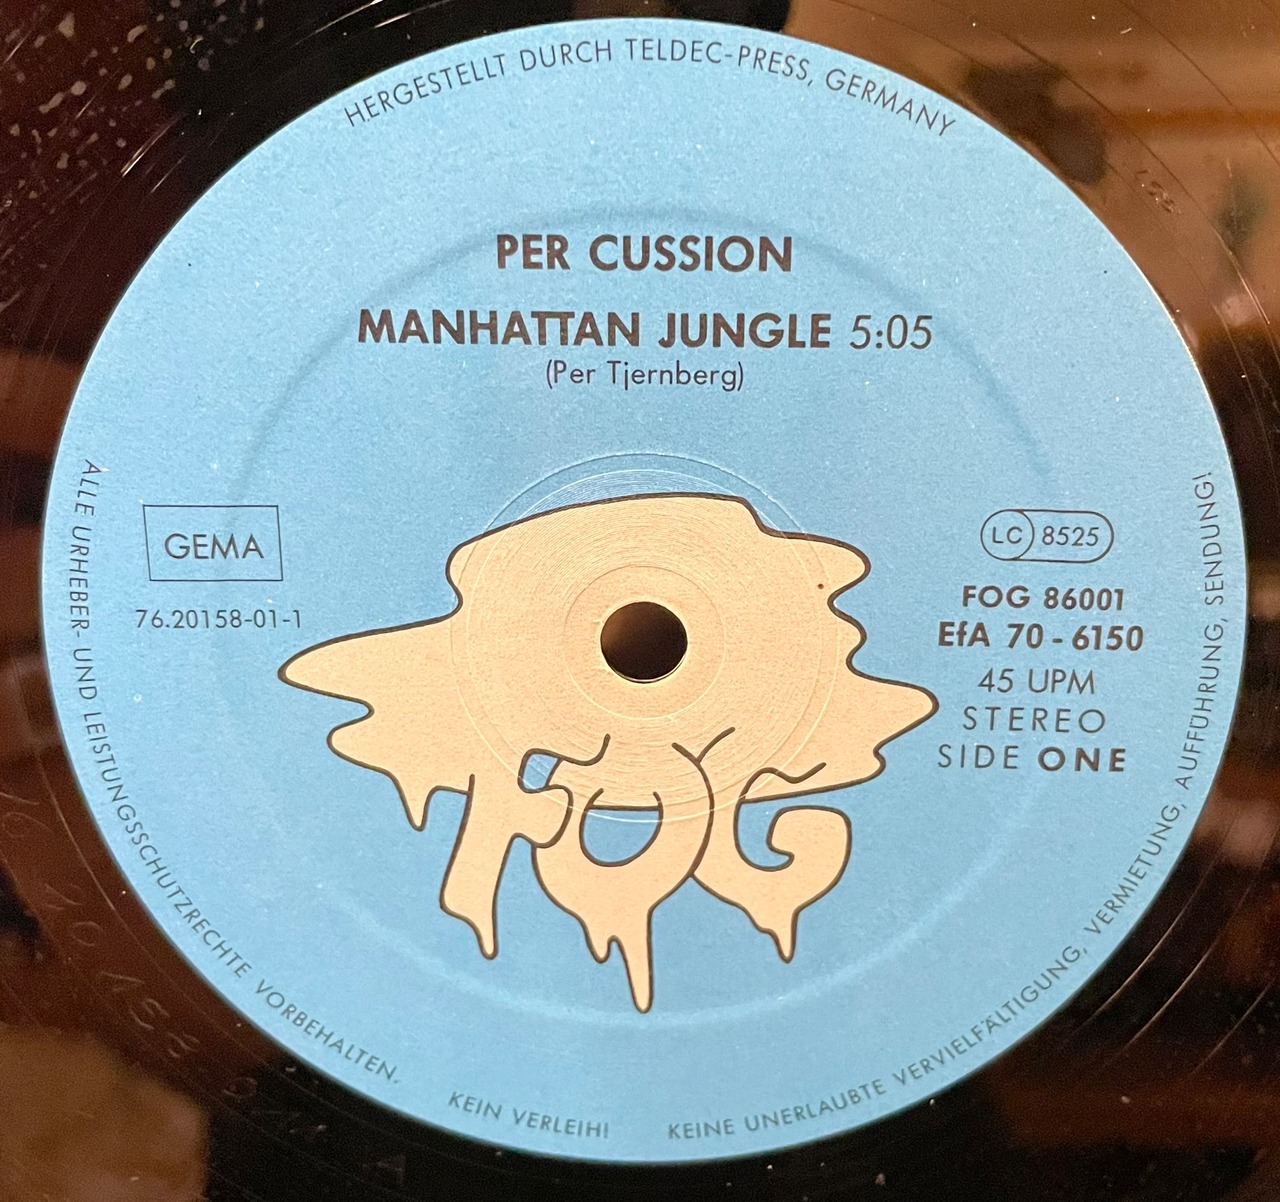 HERGESTELLT DURCH TELDEC-PRESS, GERMANY
PER CUSSION
MANHATTAN JUNGLE 5:05
(Per Tjernberg)
GEMA
76.20158-01-1
LC 8525
FOG 86001
EfA 70-6150
45 UPM
STEREO
SIDE ONE
FOG
ALLE URHEBER- UND LEISTUNGSSCHUTZRECHTE VORBEHALTEN.
KEIN VERLEIH!
KEINE UNERLAUBTE VERVIELFÄLTIGUNG, VERMIETUNG, AUFFÜHRUNG, SENDUNG!